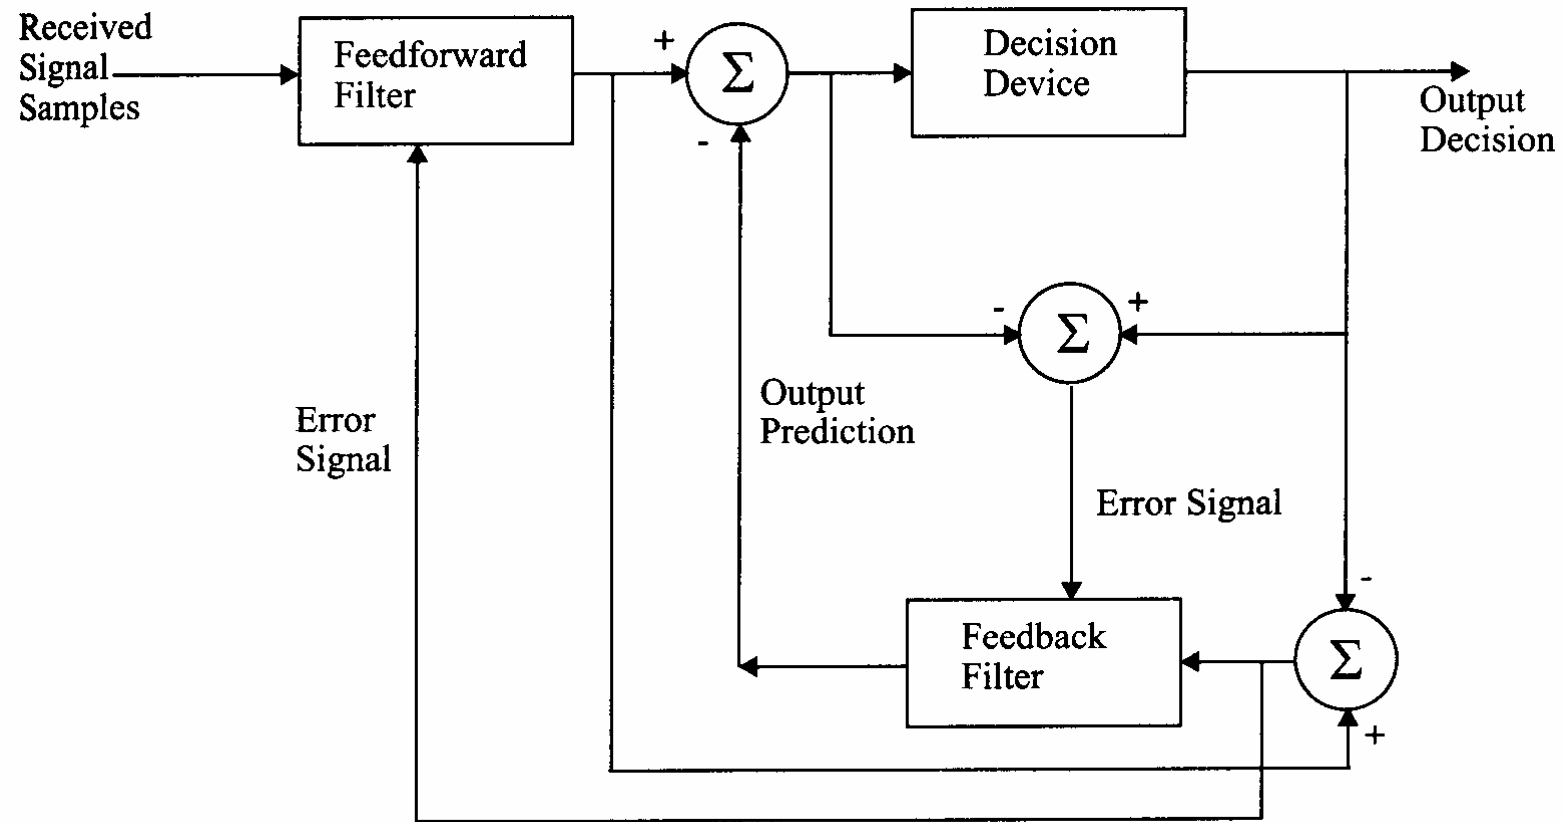 Received
Signal
Samples
Feedforward
Filter
+
Σ
-
Decision
Device
Output
Decision
-
Σ
+
Output
Prediction
Error
Signal
Error Signal
Feedback
Filter
-
Σ
+